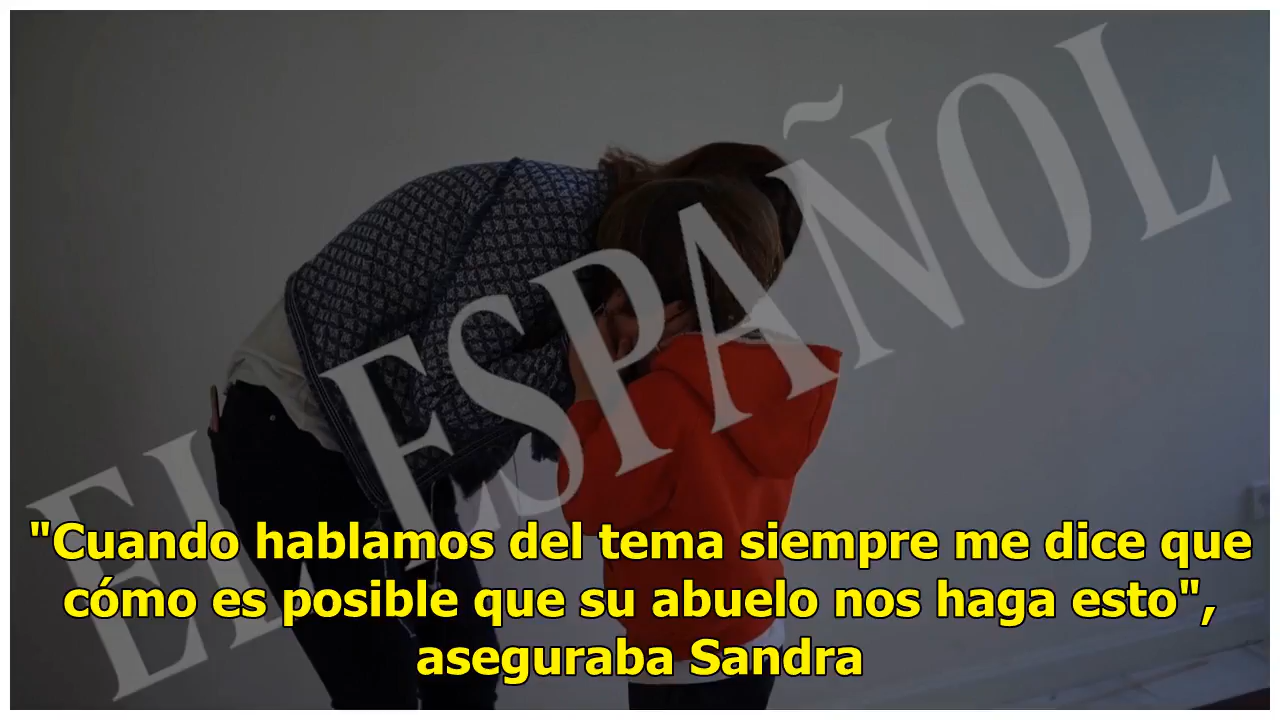 EL ESPAÑOL
"Cuando hablamos del tema siempre me dice que
cómo es posible que su abuelo nos haga esto",
aseguraba Sandra